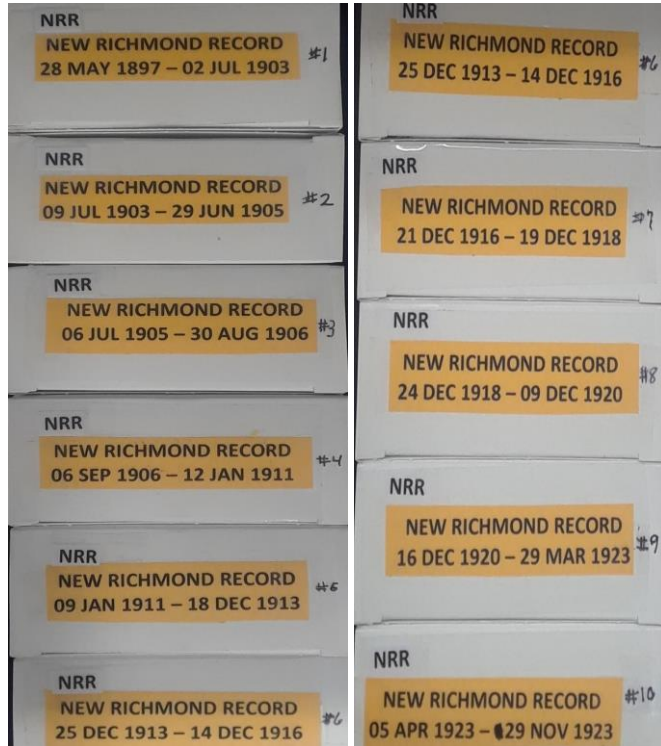 NRR
NEW RICHMOND RECORD
28 MAY 1897 – 02 JUL 1903
#1
NRR
NEW RICHMOND RECORD
09 JUL 1903 – 29 JUN 1905
#2
NRR
NEW RICHMOND RECORD
06 JUL 1905 – 30 AUG 1906
#3
NRR
NEW RICHMOND RECORD
06 SEP 1906 – 12 JAN 1911
#4
NRR
NEW RICHMOND RECORD
09 JAN 1911 – 18 DEC 1913
#5
NRR
NEW RICHMOND RECORD
25 DEC 1913 – 14 DEC 1916
#6
NRR
NEW RICHMOND RECORD
25 DEC 1913 – 14 DEC 1916
#6
NRR
NEW RICHMOND RECORD
21 DEC 1916 – 19 DEC 1918
#7
NRR
NEW RICHMOND RECORD
24 DEC 1918 – 09 DEC 1920
#8
NRR
NEW RICHMOND RECORD
16 DEC 1920 – 29 MAR 1923
#9
NRR
NEW RICHMOND RECORD
05 APR 1923 – 29 NOV 1923
#10